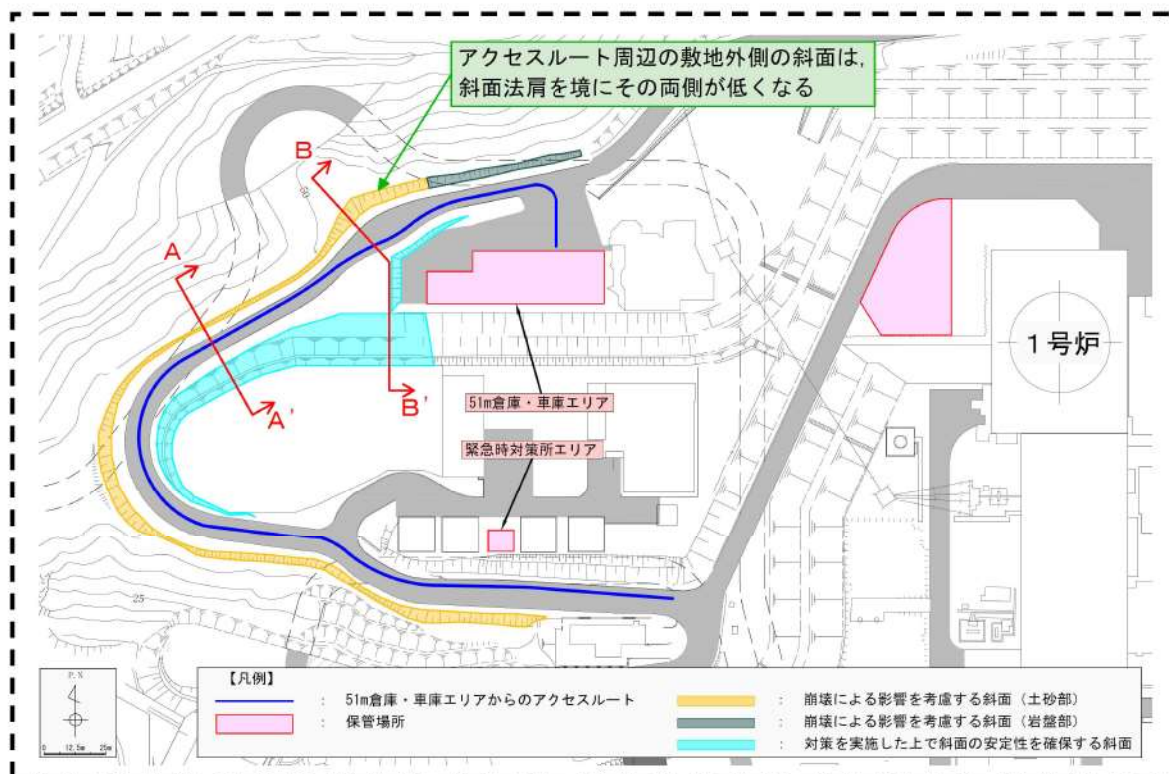 アクセスルート周辺の敷地外側の斜面は，
斜面法肩を境にその両側が低くなる
B
50
A
A'
B'
51m倉庫・車庫エリア
緊急時対策所エリア
1号炉
25
P.N
0 12.5m 25m
【凡例】
： 51m倉庫・車庫エリアからのアクセスルート
： 保管場所
： 崩壊による影響を考慮する斜面（土砂部）
： 崩壊による影響を考慮する斜面（岩盤部）
： 対策を実施した上で斜面の安定性を確保する斜面